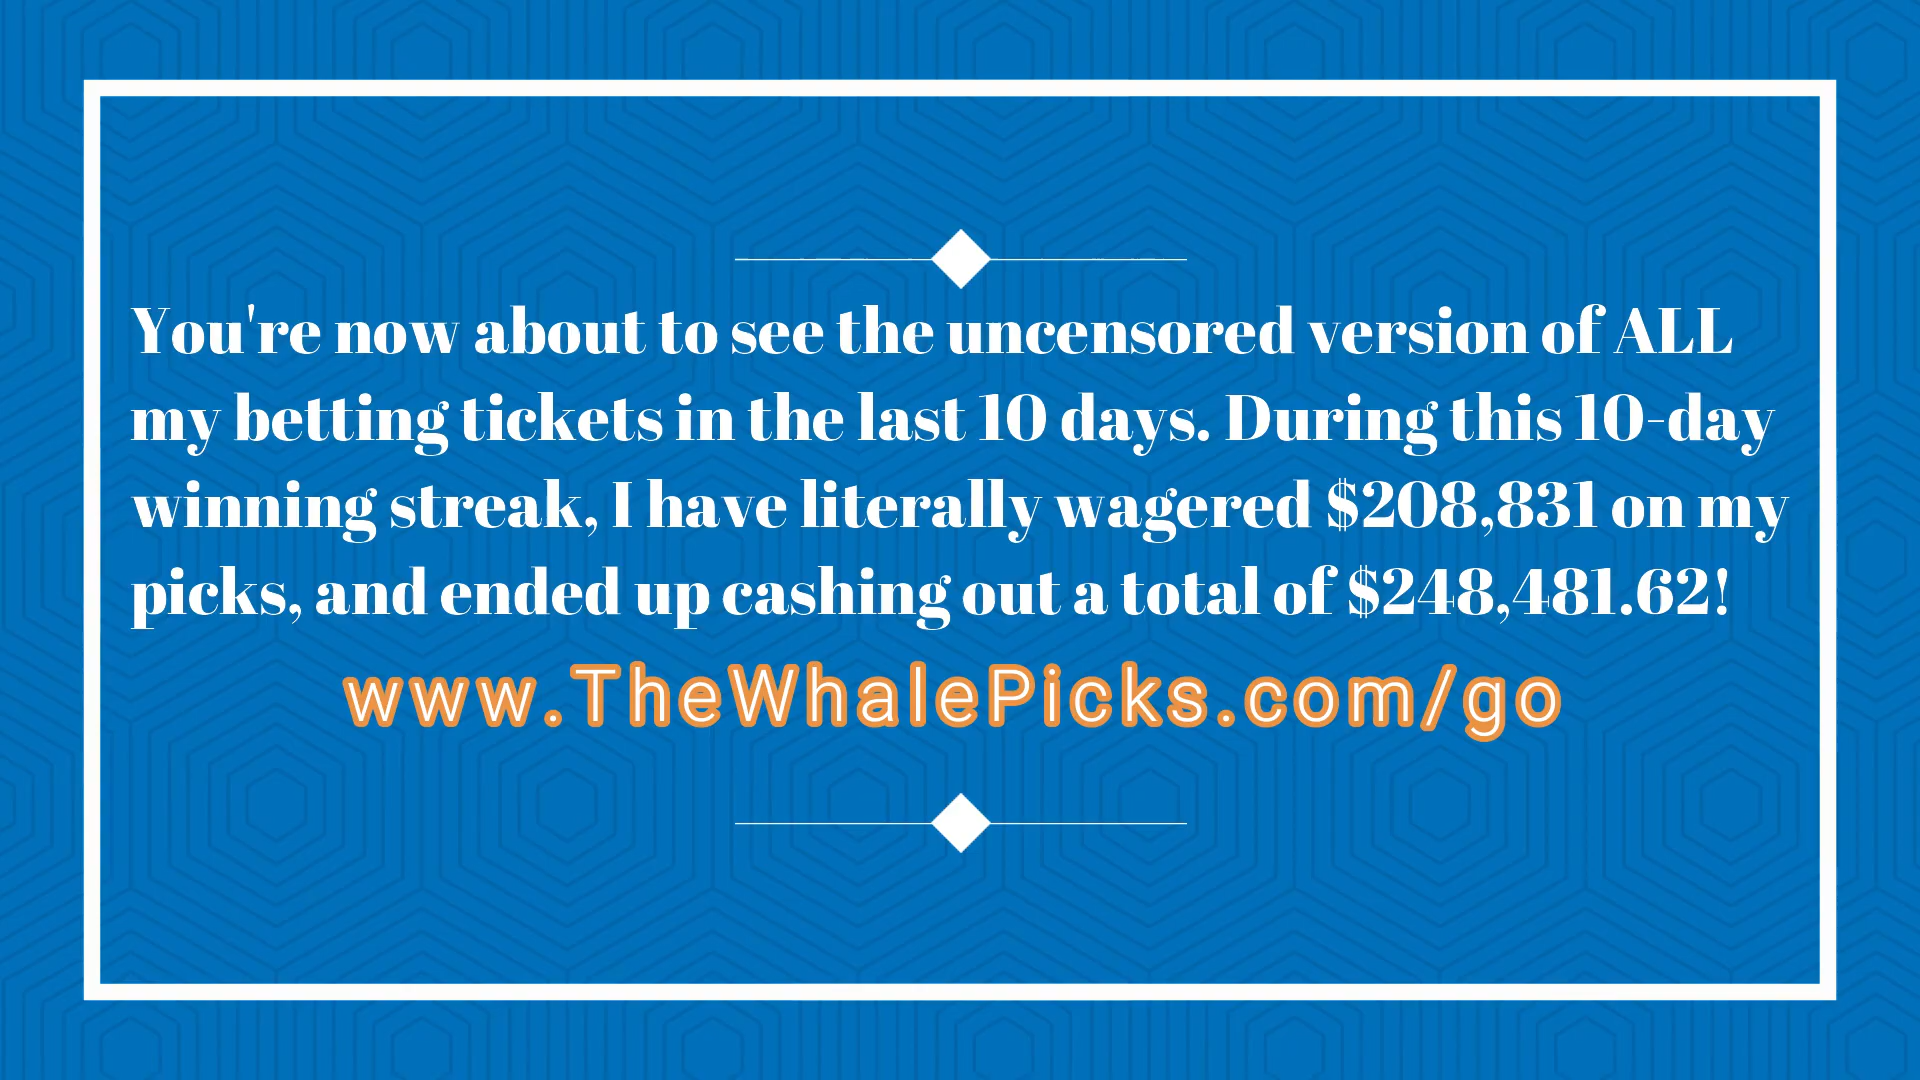 You're now about to see the uncensored version of ALL
my betting tickets in the last 10 days. During this 10-day
winning streak, I have literally wagered $208,831 on my
picks, and ended up cashing out a total of $248,481.62!
www.TheWhalePicks.com/go